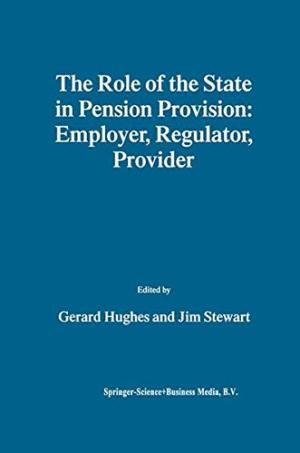 The Role of the State
in Pension Provision:
Employer, Regulator,
Provider
Edited by
Gerard Hughes and Jim Stewart
Springer-Science+Business Media, B.V.